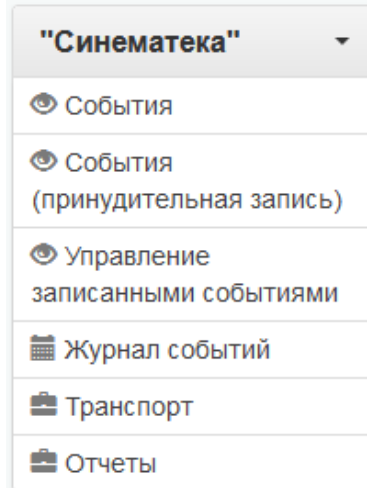 "Синематека"
События
События
(принудительная запись)
Управление
записанными событиями
Журнал событий
Транспорт
Отчеты